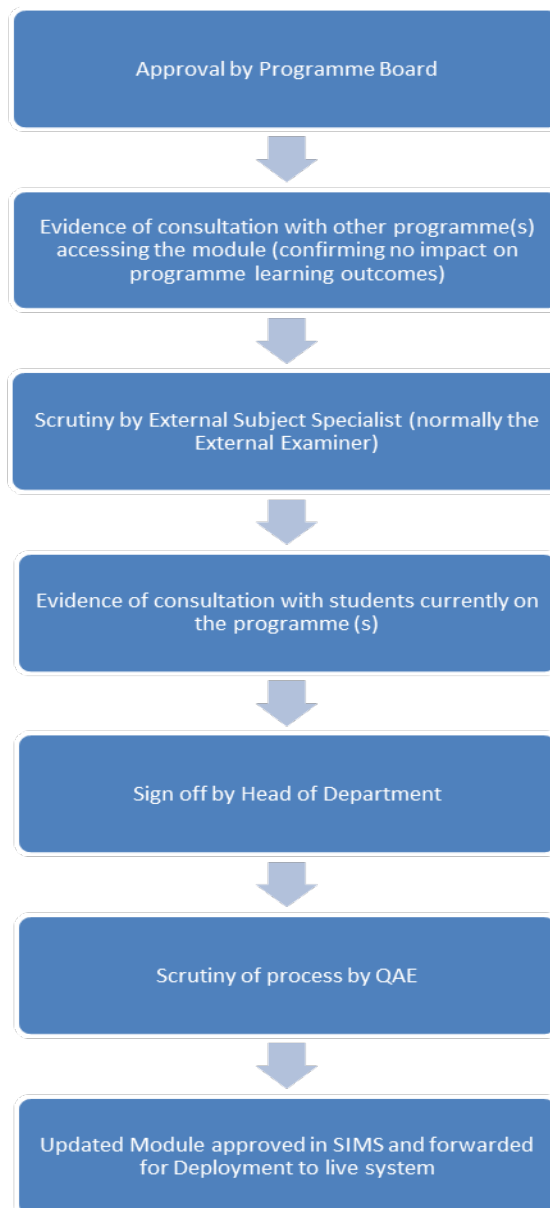 Approval by Programme Board
Evidence of consultation with other programme(s)
accessing the module (confirming no impact on
programme learning outcomes)
Scrutiny by External Subject Specialist (normally the
External Examiner)
Evidence of consultation with students currently on
the programme (s)
Sign off by Head of Department
Scrutiny of process by QAE
Updated Module approved in SIMS and forwarded
for Deployment to live system